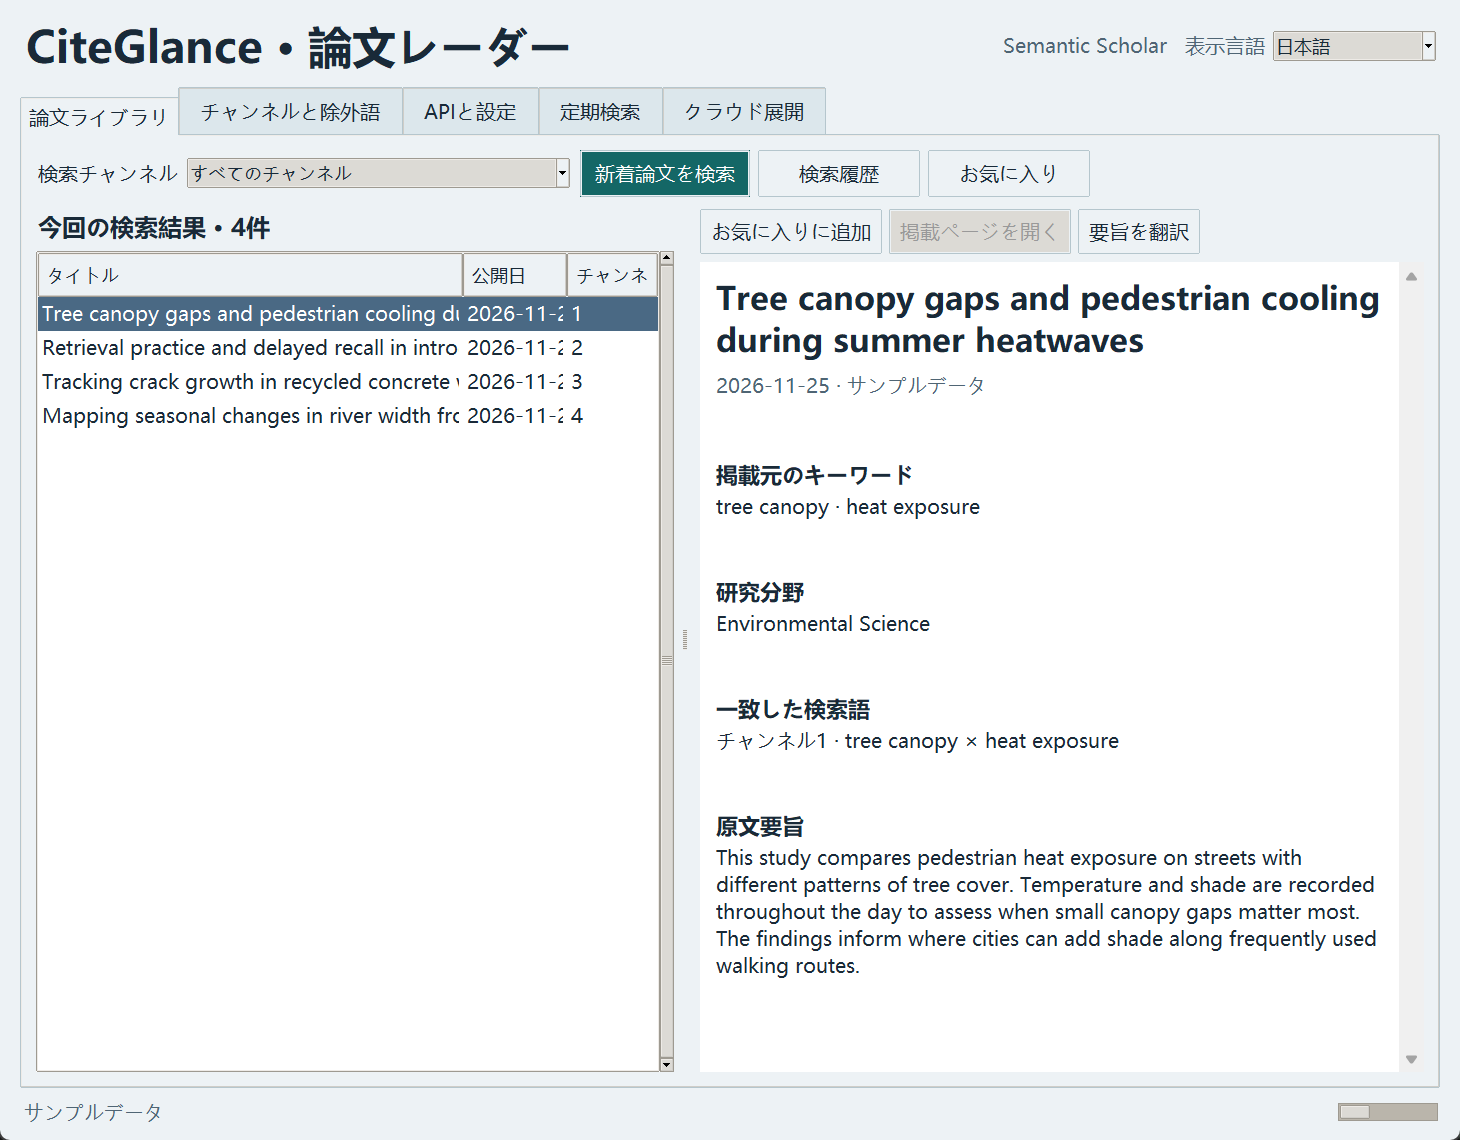 CiteGlance・論文レーダー
Semantic Scholar 表示言語 日本語
論文ライブラリ チャンネルと除外語 APIと設定 定期検索 クラウド展開
検索チャンネル すべてのチャンネル 新着論文を検索 検索履歴 お気に入り
今回の検索結果・4件
タイトル 公開日 チャンネ
Tree canopy gaps and pedestrian cooling 2026-11-2 1
Retrieval practice and delayed recall in intro 2026-11-2 2
Tracking crack growth in recycled concrete 2026-11-2 3
Mapping seasonal changes in river width 2026-11-2 4
お気に入りに追加 掲載ページを開く 要旨を翻訳
Tree canopy gaps and pedestrian cooling
during summer heatwaves
2026-11-25 · サンプルデータ
掲載元のキーワード
tree canopy · heat exposure
研究分野
Environmental Science
一致した検索語
チャンネル1 · tree canopy × heat exposure
原文要旨
This study compares pedestrian heat exposure on streets with
different patterns of tree cover. Temperature and shade are recorded
throughout the day to assess when small canopy gaps matter most.
The findings inform where cities can add shade along frequently used
walking routes.
サンプルデータ